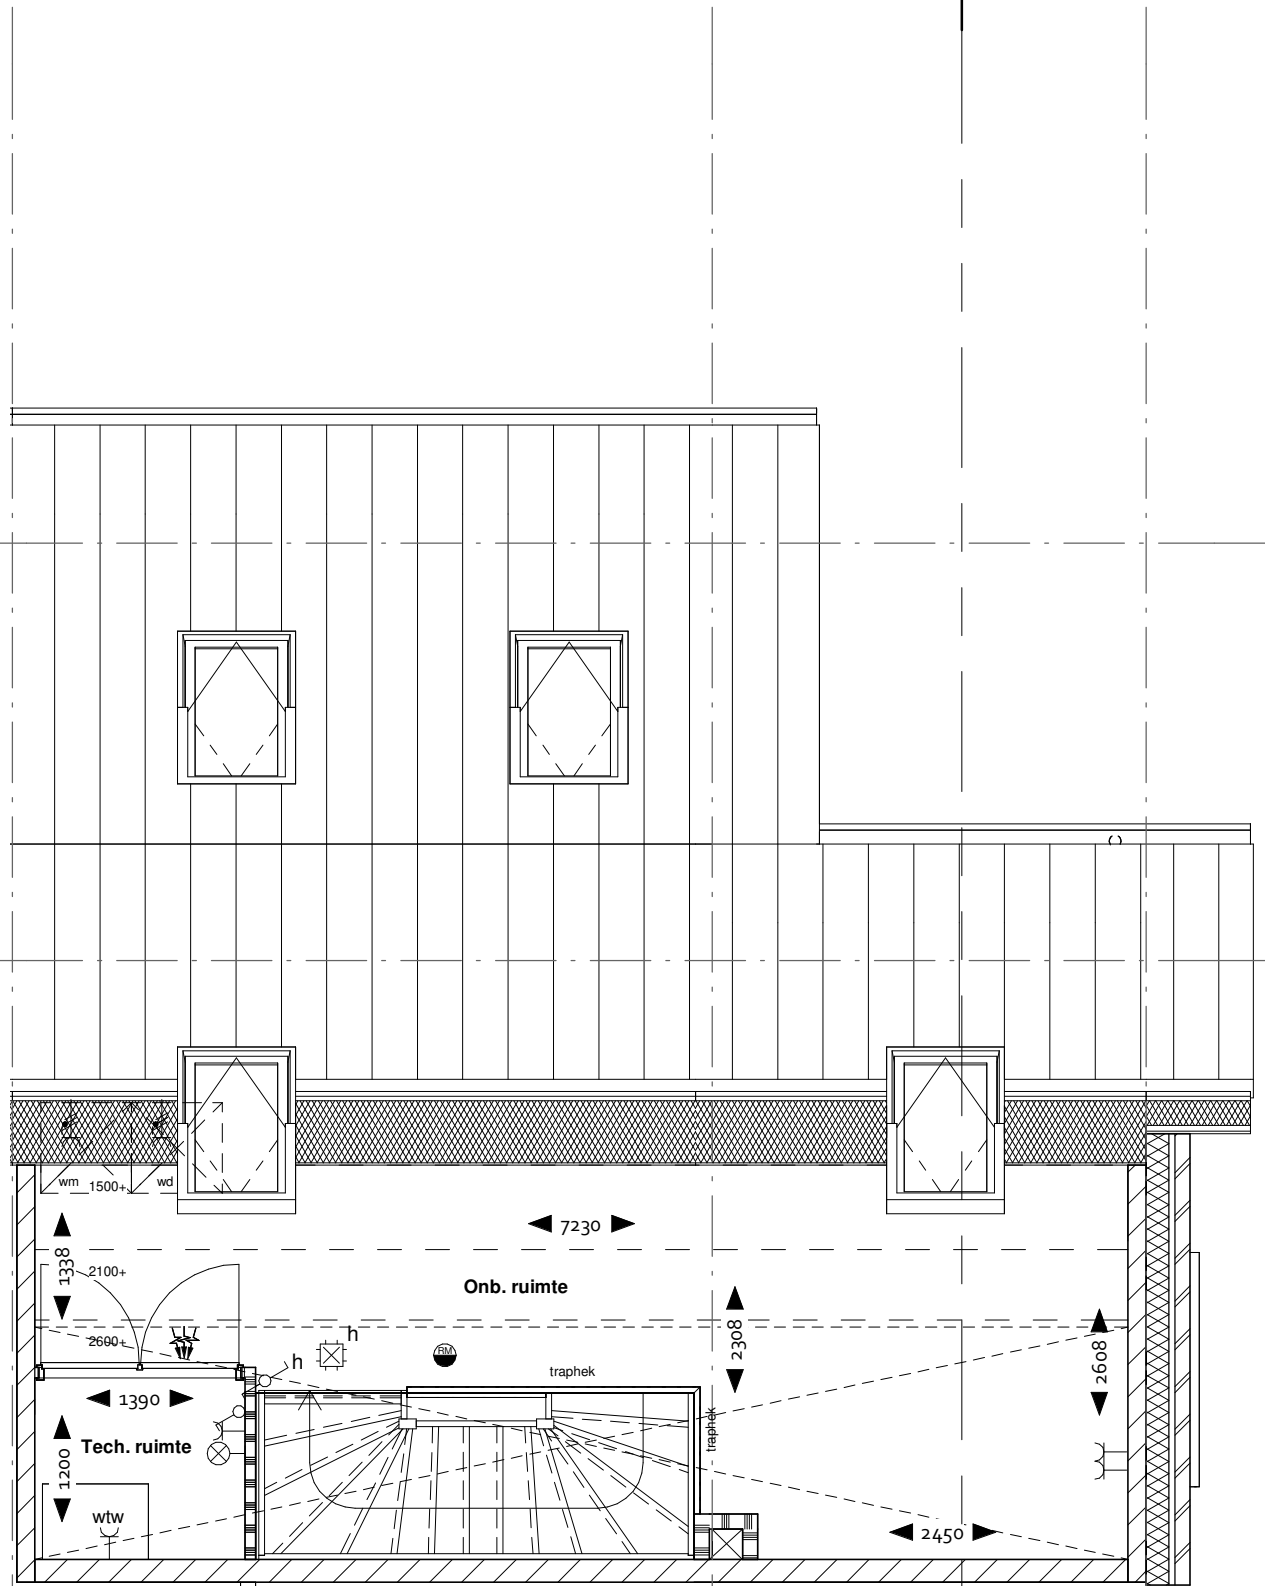 wm
1500+
wd
7230
1338
2100+
Onb. ruimte
2600+
h
h
RM
2308
2608
traphek
traphek
1390
Tech. ruimte
1200
wtw
2450